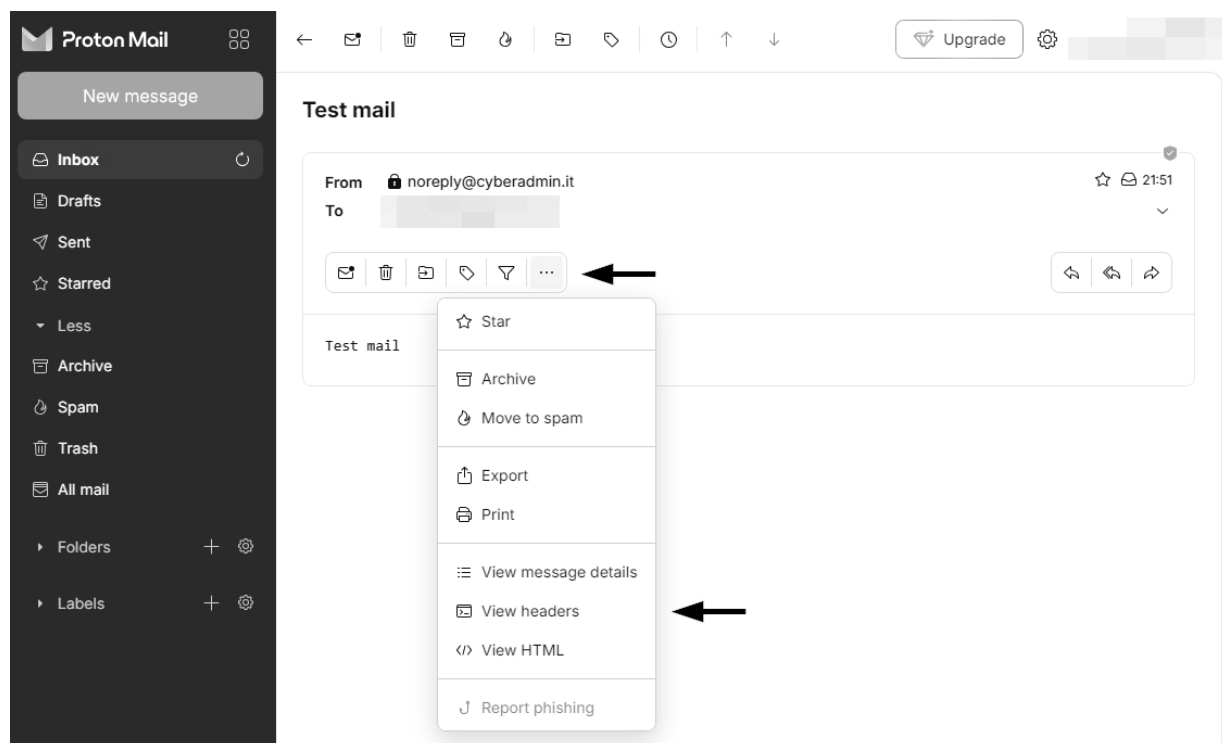 Proton Mail
Upgrade
New message
Inbox
Drafts
Sent
Starred
Less
Archive
Spam
Trash
All mail
Folders
Labels
Test mail
From noreply@cyberadmin.it 21:51
To
Star
Test mail
Archive
Move to spam
Export
Print
View message details
View headers
View HTML
Report phishing